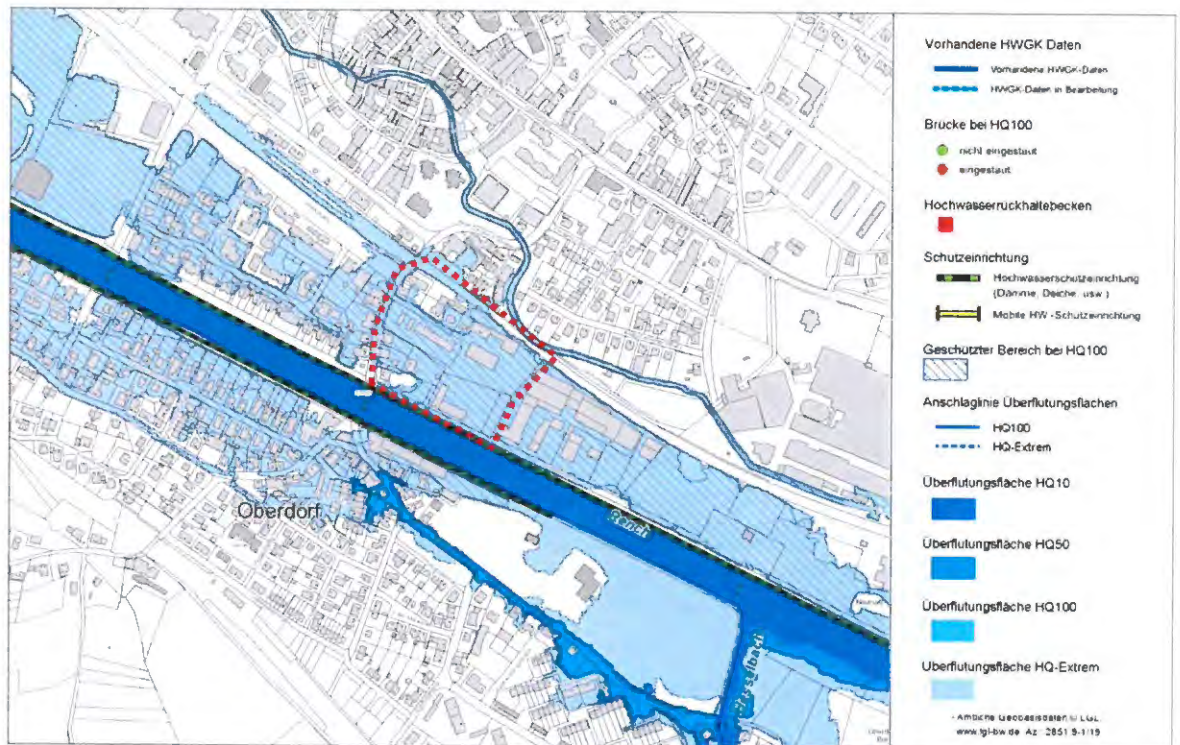 Oberdorf
Rench
Vorhandene HWGK Daten
Vorhandene HWGK-Daten
HWGK-Daten in Bearbeitung
Brücke bei HQ100
nicht eingestaut
eingestaut
Hochwasserrückhaltebecken
Schutzeinrichtung
Hochwasserschutzeinrichtung
(Dämme, Deiche, usw.)
Mobile HW-Schutzeinrichtung
Geschützter Bereich bei HQ100
Anschlaglinie Überflutungsflächen
HQ100
HQ-Extrem
Überflutungsfläche HQ10
Überflutungsfläche HQ50
Überflutungsfläche HQ100
Überflutungsfläche HQ-Extrem
Amtliche Geobasisdaten © LGL,
www.lgl-bw.de Az.: 2851.9-1/19